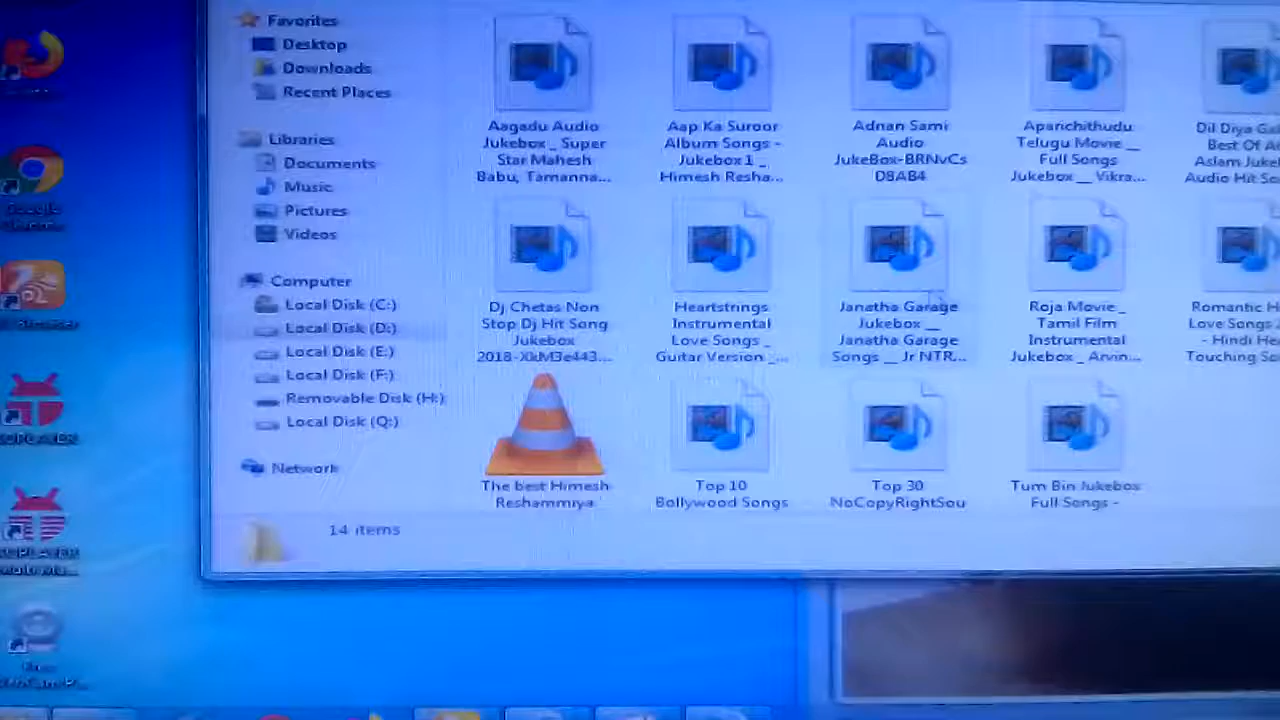 Favorites
Desktop
Downloads
Recent Places
Libraries
Documents
Music
Pictures
Videos
Computer
Local Disk (C:)
Local Disk (D:)
Local Disk (E:)
Local Disk (F:)
Removable Disk (H:)
Local Disk (Q:)
Network
Aagadu Audio
Jukebox _ Super
Star Mahesh
Babu, Tamanna...
Aap Ka Suroor
Album Songs -
Jukebox 1 _
Himesh Resha...
Adnan Sami
Audio
JukeBox-BRNvCs
D8AB4
Aparichithudu
Telugu Movie __
Full Songs
Jukebox __ Vikra...
Dil Diya
Best Of
Aslam
Audio Hit
Dj Chetas Non
Stop Dj Hit Song
Jukebox
Heartstrings
Instrumental
Love Songs _
Guitar Version _...
Janatha Garage
Jukebox __
Janatha Garage
Songs __ Jr NTR...
Roja Movie _
Tamil Film
Instrumental
Jukebox _ Arvin...
Romantic
Love Songs
- Hindi
Touching
The best Himesh
Reshammiya
Top 10
Bollywood Songs
Top 30
NoCopyRightSou
Tum Bin Jukebox
Full Songs -
14 items
Google